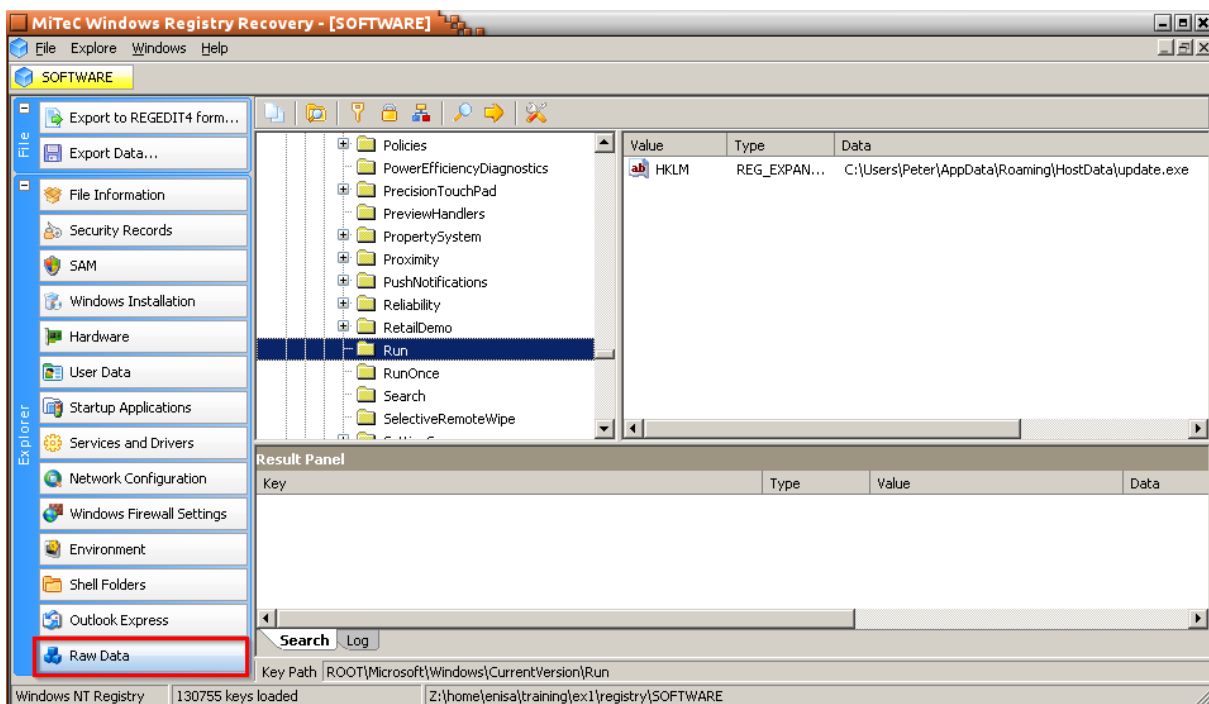 MiTeC Windows Registry Recovery - [SOFTWARE]
File Explore Windows Help
SOFTWARE
File
Export to REGEDIT4 form...
Export Data...
Explorer
File Information
Security Records
SAM
Windows Installation
Hardware
User Data
Startup Applications
Services and Drivers
Network Configuration
Windows Firewall Settings
Environment
Shell Folders
Outlook Express
Raw Data
Policies
PowerEfficiencyDiagnostics
PrecisionTouchPad
PreviewHandlers
PropertySystem
Proximity
PushNotifications
Reliability
RetailDemo
Run
RunOnce
Search
SelectiveRemoteWipe
Value Type Data
ab HKLM REG_EXPAN... C:\Users\Peter\AppData\Roaming\HostData\update.exe
Result Panel
Key Type Value Data
Search Log
Key Path ROOT\Microsoft\Windows\CurrentVersion\Run
Windows NT Registry 130755 keys loaded Z:\home\enisa\training\ex1\registry\SOFTWARE